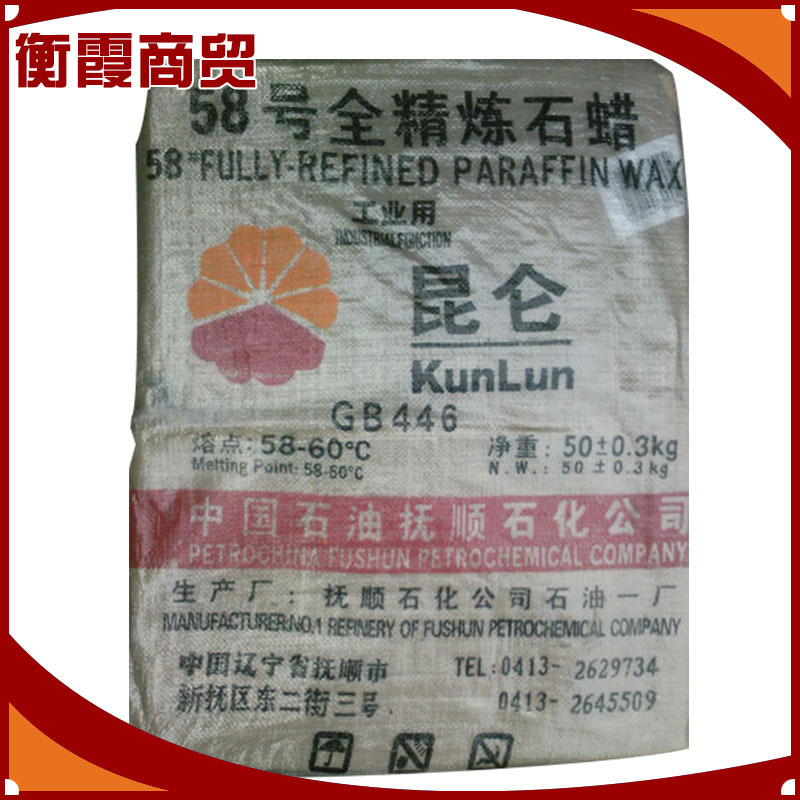 衡霞商贸
58号全精炼石蜡
58#FULLY-REFINED PARAFFIN WAX
工业用
INDUSTRIAL FUNCTION
昆仑
KunLun
GB446
熔点:58-60℃
净重:50±0.3kg
Melting Point:58-60℃
N.W.:50±0.3kg
中国石油抚顺石化公司
PETROCHINA FUSHUN PETROCHEMICAL COMPANY
生产厂:抚顺石化公司石油一厂
MANUFACTURER:NO.1 REFINERY OF FUSHUN PETROCHEMICAL COMPANY
中国辽宁省抚顺市
TEL:0413-2629734
新抚区东二街三号
0413-2645509